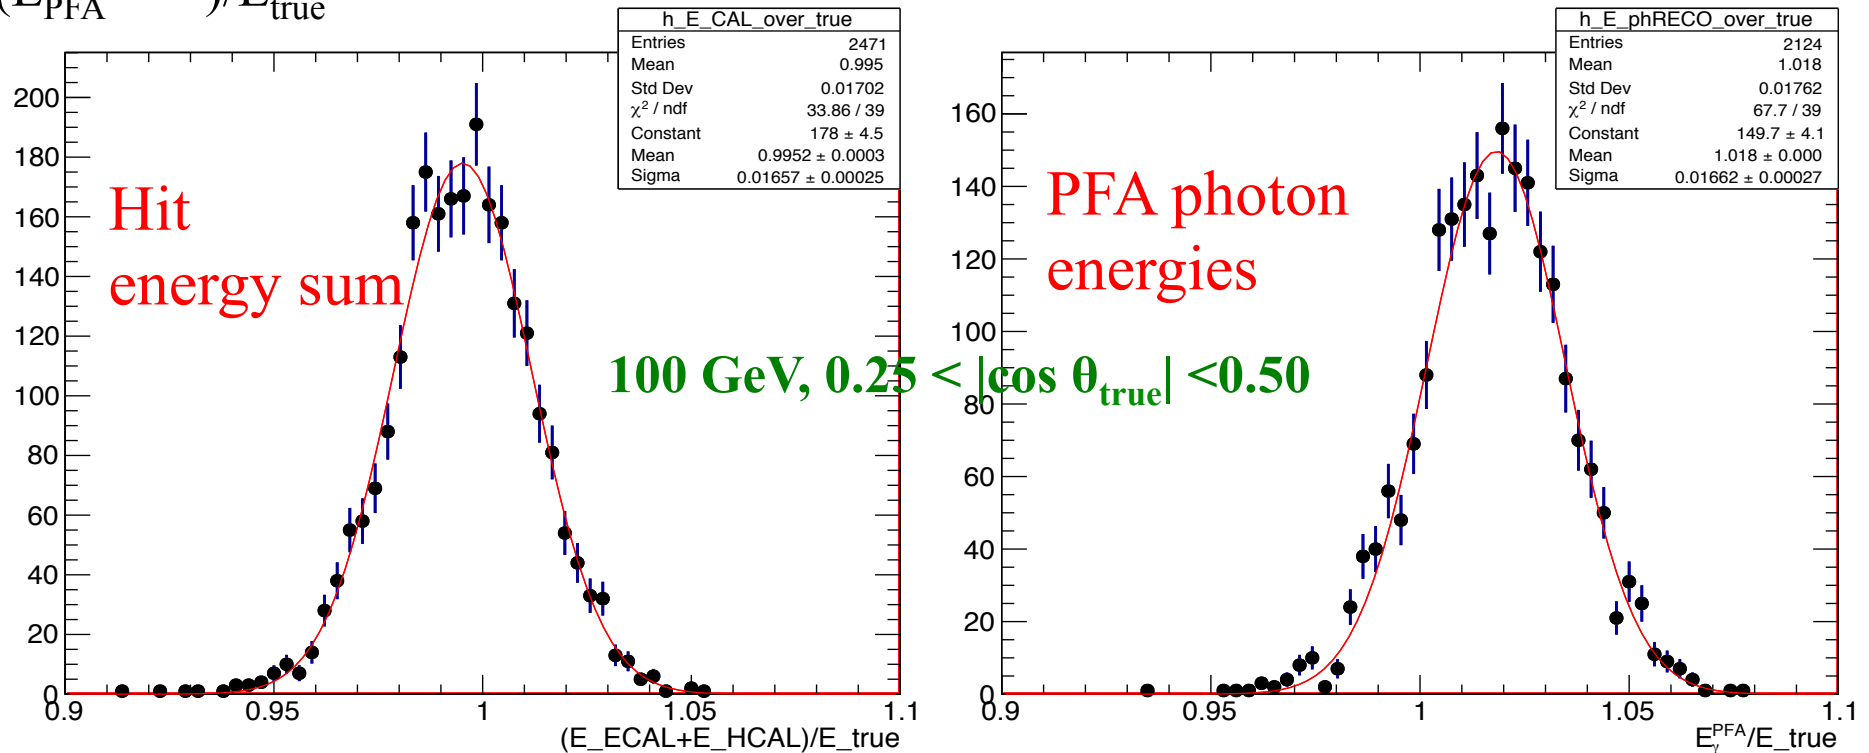 (E_PFA)/E_true
h_E_CAL_over_true
Entries 2471
Mean 0.995
Std Dev 0.01702
χ² / ndf 33.86 / 39
Constant 178 ± 4.5
Mean 0.9952 ± 0.0003
Sigma 0.01657 ± 0.00025
200
180
160
140
120
100
80
60
40
20
0
Hit
energy sum
0.9 0.95 1 1.05 1.1
(E_ECAL+E_HCAL)/E_true
100 GeV, 0.25 < |cos θ_true| <0.50
h_E_phRECO_over_true
Entries 2124
Mean 1.018
Std Dev 0.01762
χ² / ndf 67.7 / 39
Constant 149.7 ± 4.1
Mean 1.018 ± 0.000
Sigma 0.01662 ± 0.00027
160
140
120
100
80
60
40
20
0
PFA photon
energies
0.9 0.95 1 1.05 1.1
E_γ^PFA/E_true